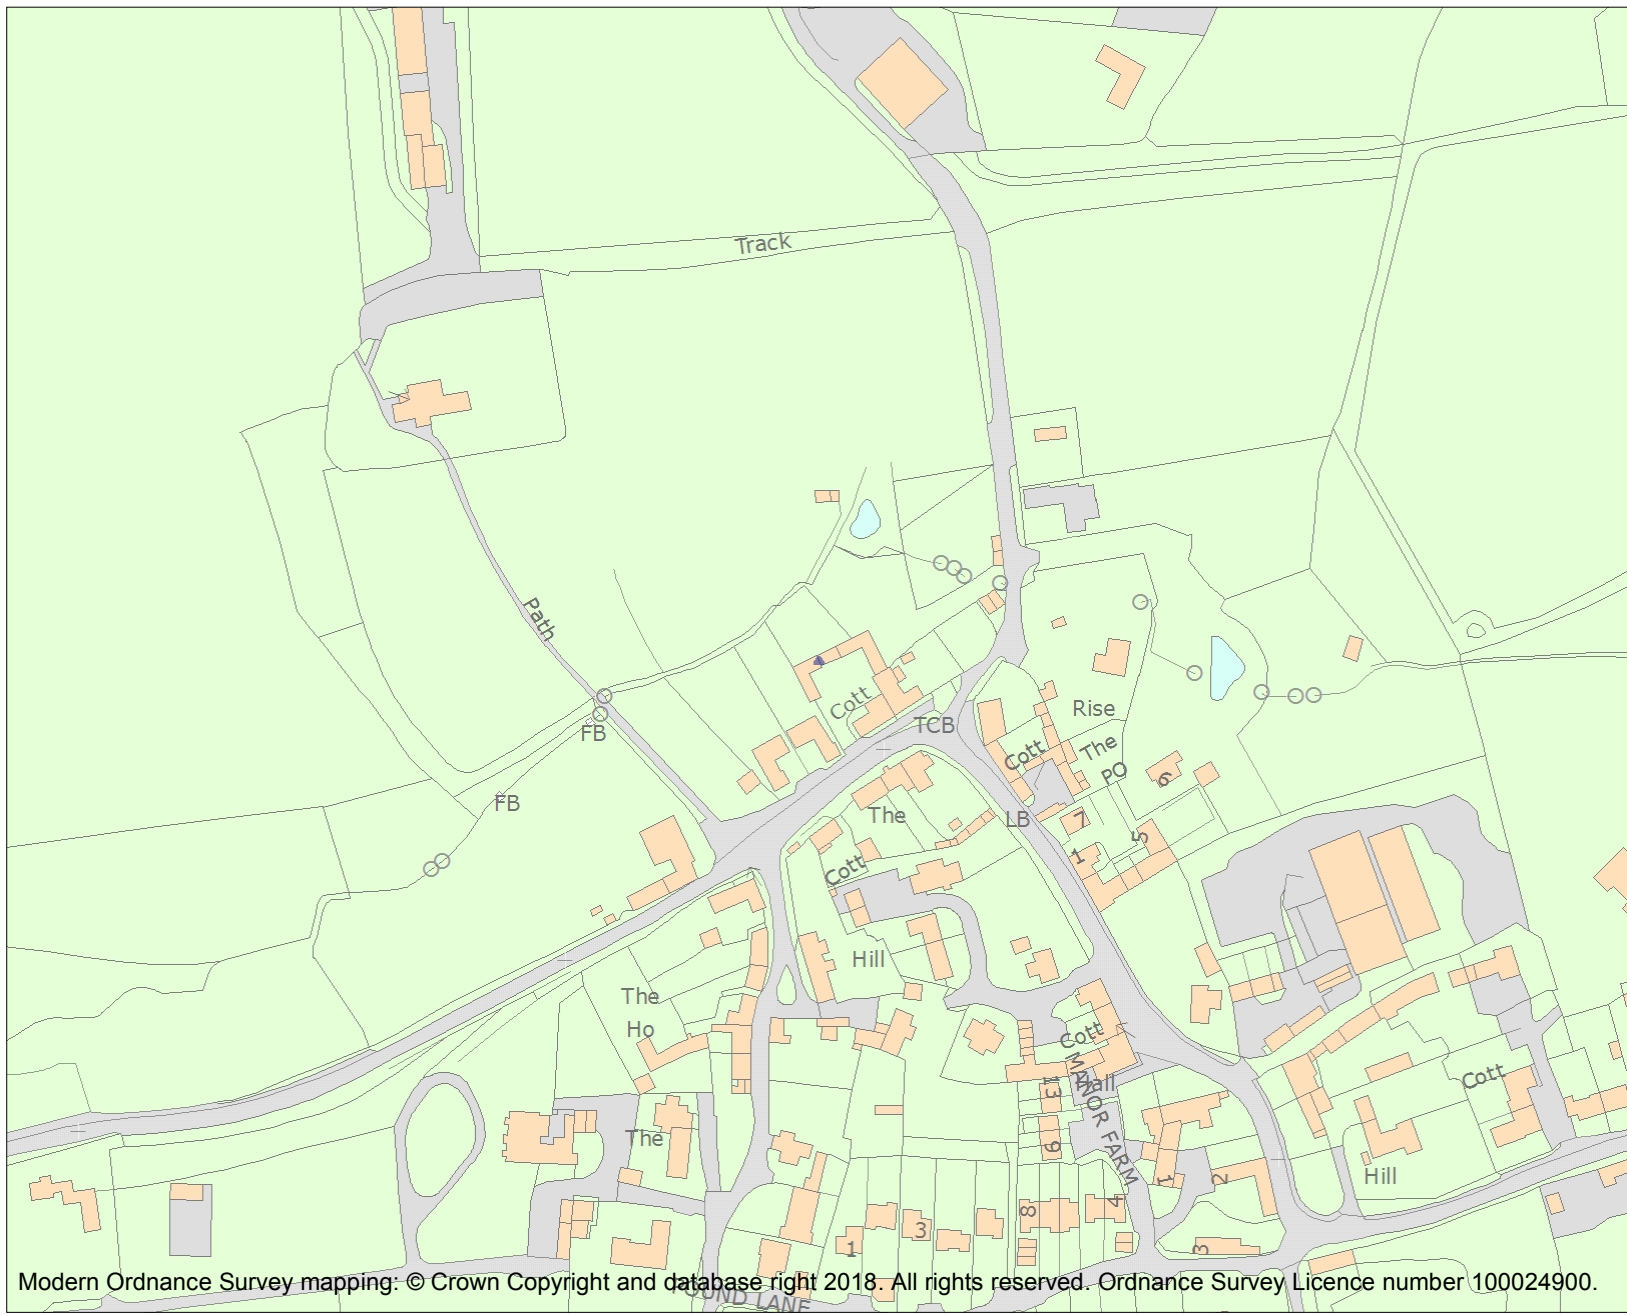 Track
Path
FB
FB
Cott
TCB
Rise
Cott
The
PO
6
The
LB
7
5
1
Cott
Hill
The
Ho
Cott
MANOR FARM
Hall
13
9
Cott
The
1
2
Hill
8
4
3
1
3
POUND LANE
Modern Ordnance Survey mapping: © Crown Copyright and database right 2018. All rights reserved. Ordnance Survey Licence number 100024900.